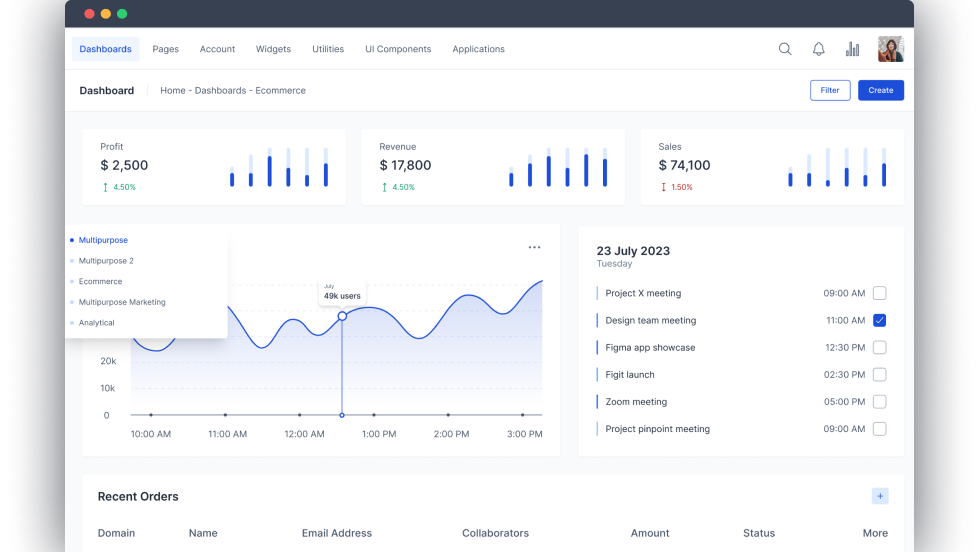 Dashboards Pages Account Widgets Utilities UI Components Applications
Dashboard Home - Dashboards - Ecommerce Filter Create
Profit
$ 2,500
4.50%
Revenue
$ 17,800
4.50%
Sales
$ 74,100
1.50%
Multipurpose
Multipurpose 2
Ecommerce
Multipurpose Marketing
Analytical
July
49k users
20k
10k
0
10:00 AM 11:00 AM 12:00 AM 1:00 PM 2:00 PM 3:00 PM
23 July 2023
Tuesday
Project X meeting 09:00 AM
Design team meeting 11:00 AM
Figma app showcase 12:30 PM
Figit launch 02:30 PM
Zoom meeting 05:00 PM
Project pinpoint meeting 09:00 AM
Recent Orders
Domain Name Email Address Collaborators Amount Status More